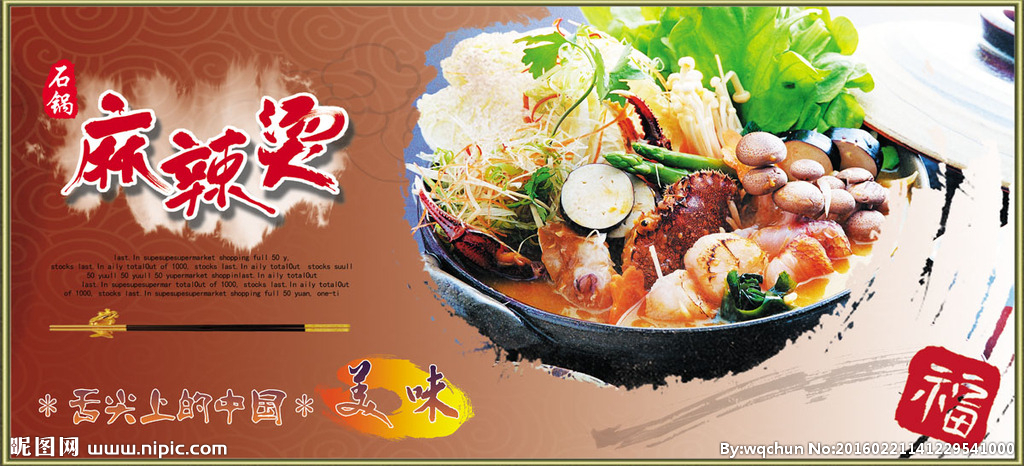 石锅
麻辣烫
last.In supesupesupermarket shopping full 50 y,
stocks last.In aily totalOut of 1000, stocks last.In aily totalOut  stocks suull
50 yuuli 50 yuull 50 yupermarket shoppinlast.In aily totalOut
last.In supesupesupermar totalOut of 1000, stocks last.In aily totalOut
of 1000, stocks last.In supesupesupermarket shopping full 50 yuan, one-ti
*舌尖上的中国*
美味
福
昵图网 www.nipic.com
By:wqchun No:20160221141229541000